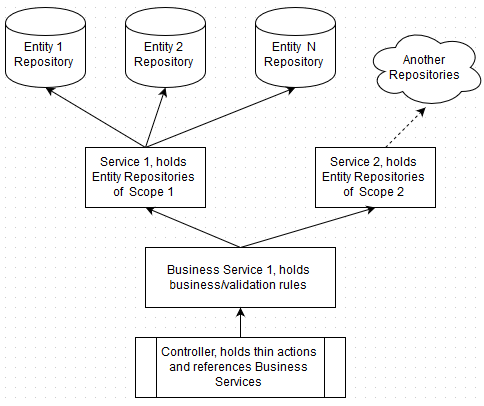 Entity 1
Repository
Entity 2
Repository
Entity N
Repository
Another
Repositories
Service 1, holds
Entity Repositories
of Scope 1
Service 2, holds
Entity Repositories
of Scope 2
Business Service 1, holds
business/validation rules
Controller, holds thin actions
and references Business
Services